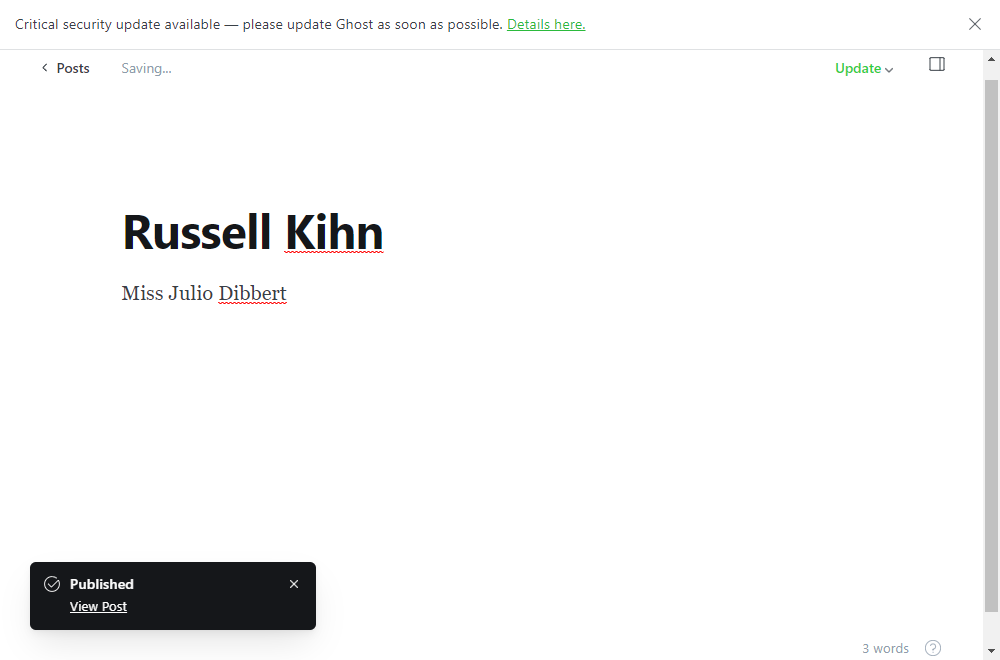 Critical security update available — please update Ghost as soon as possible. Details here.
Posts
Saving...
Update
Russell Kihn
Miss Julio Dibbert
Published
View Post
3 words
?